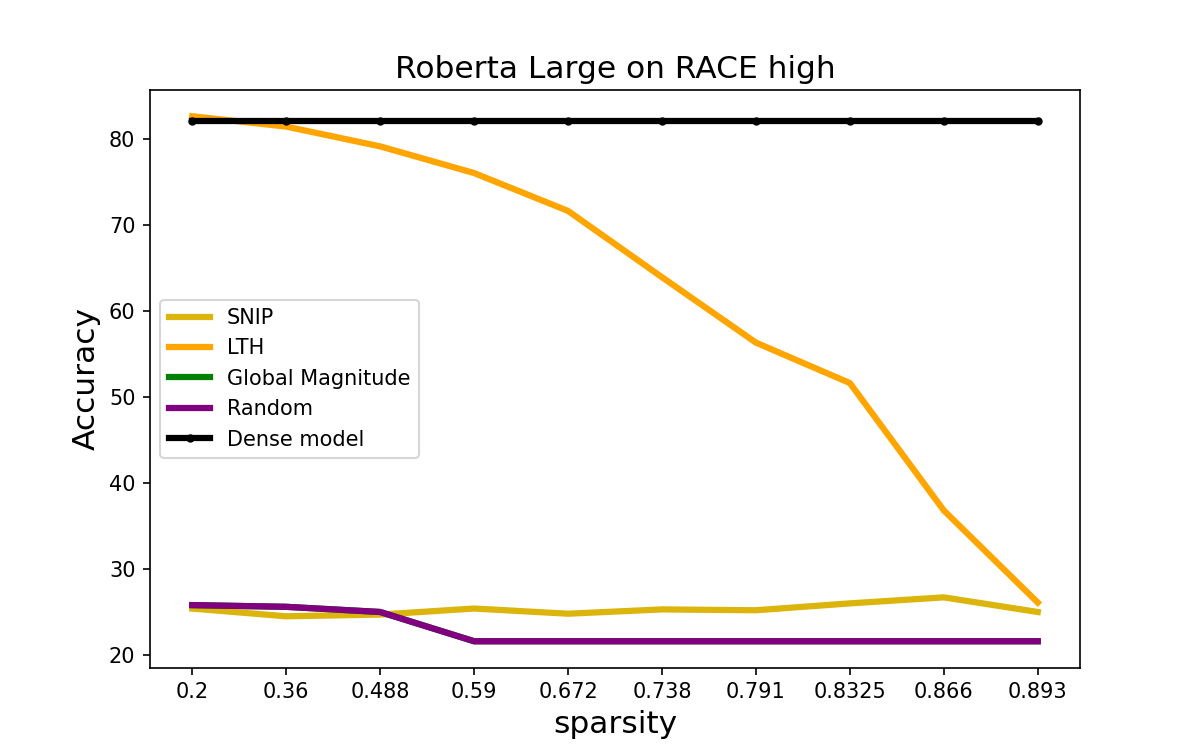 Roberta Large on RACE high
Accuracy
80
70
60
50
40
30
20
SNIP
LTH
Global Magnitude
Random
Dense model
0.2 0.36 0.488 0.59 0.672 0.738 0.791 0.8325 0.866 0.893
sparsity